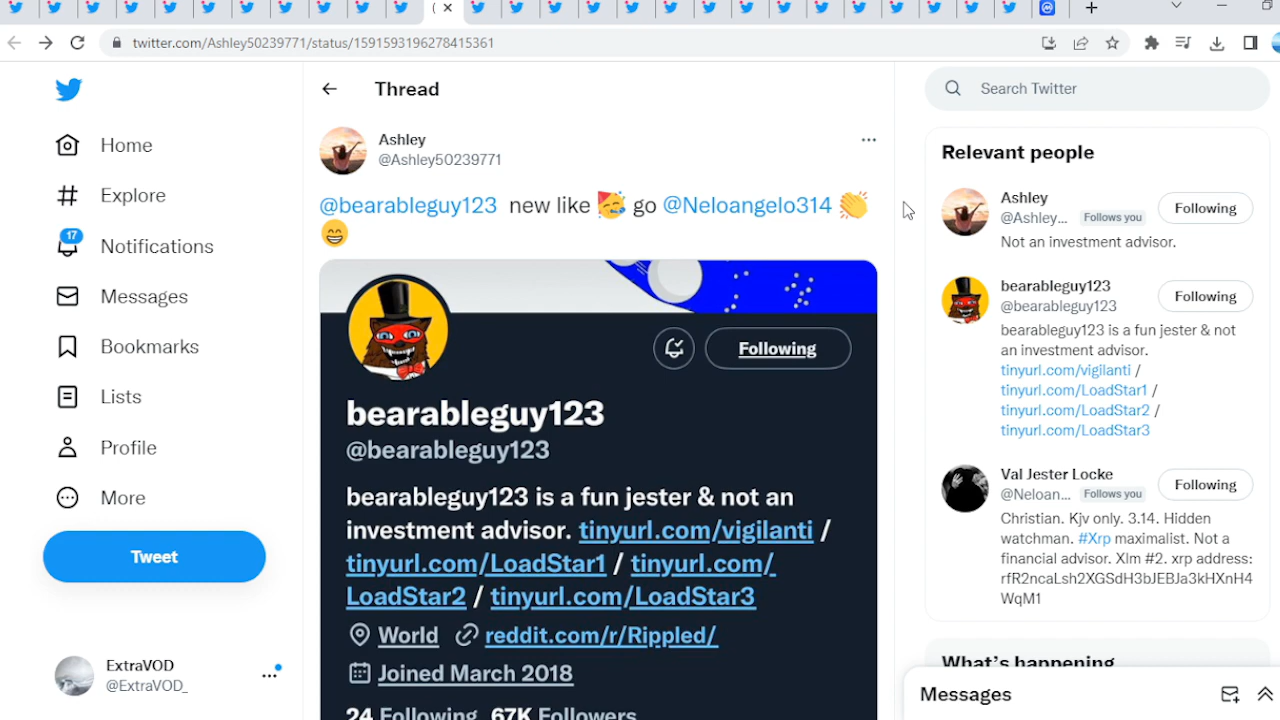 twitter.com/Ashley50239771/status/1591593196278415361
Thread
Search Twitter
Home
Explore
17
Notifications
Messages
Bookmarks
Lists
Profile
More
Tweet
ExtraVOD
@ExtraVOD_
Ashley
@Ashley50239771
@bearableguy123 new like 🥳 go @Neloangelo314 👏
😄
Following
bearableguy123
@bearableguy123
bearableguy123 is a fun jester & not an
investment advisor. tinyurl.com/vigilanti /
tinyurl.com/LoadStar1 / tinyurl.com/
LoadStar2 / tinyurl.com/LoadStar3
World reddit.com/r/Rippled/
Joined March 2018
24 Following 67K Followers
Relevant people
Ashley
@Ashley... Follows you
Following
Not an investment advisor.
bearableguy123
@bearableguy123
Following
bearableguy123 is a fun jester & not
an investment advisor.
tinyurl.com/vigilanti /
tinyurl.com/LoadStar1 /
tinyurl.com/LoadStar2 /
tinyurl.com/LoadStar3
Val Jester Locke
@Neloan... Follows you
Following
Christian. Kjv only. 3.14. Hidden
watchman. #Xrp maximalist. Not a
financial advisor. Xlm #2. xrp address:
rfR2ncaLsh2XGSdH3bJEBJa3kHXnH4
WqM1
What's happening
Messages